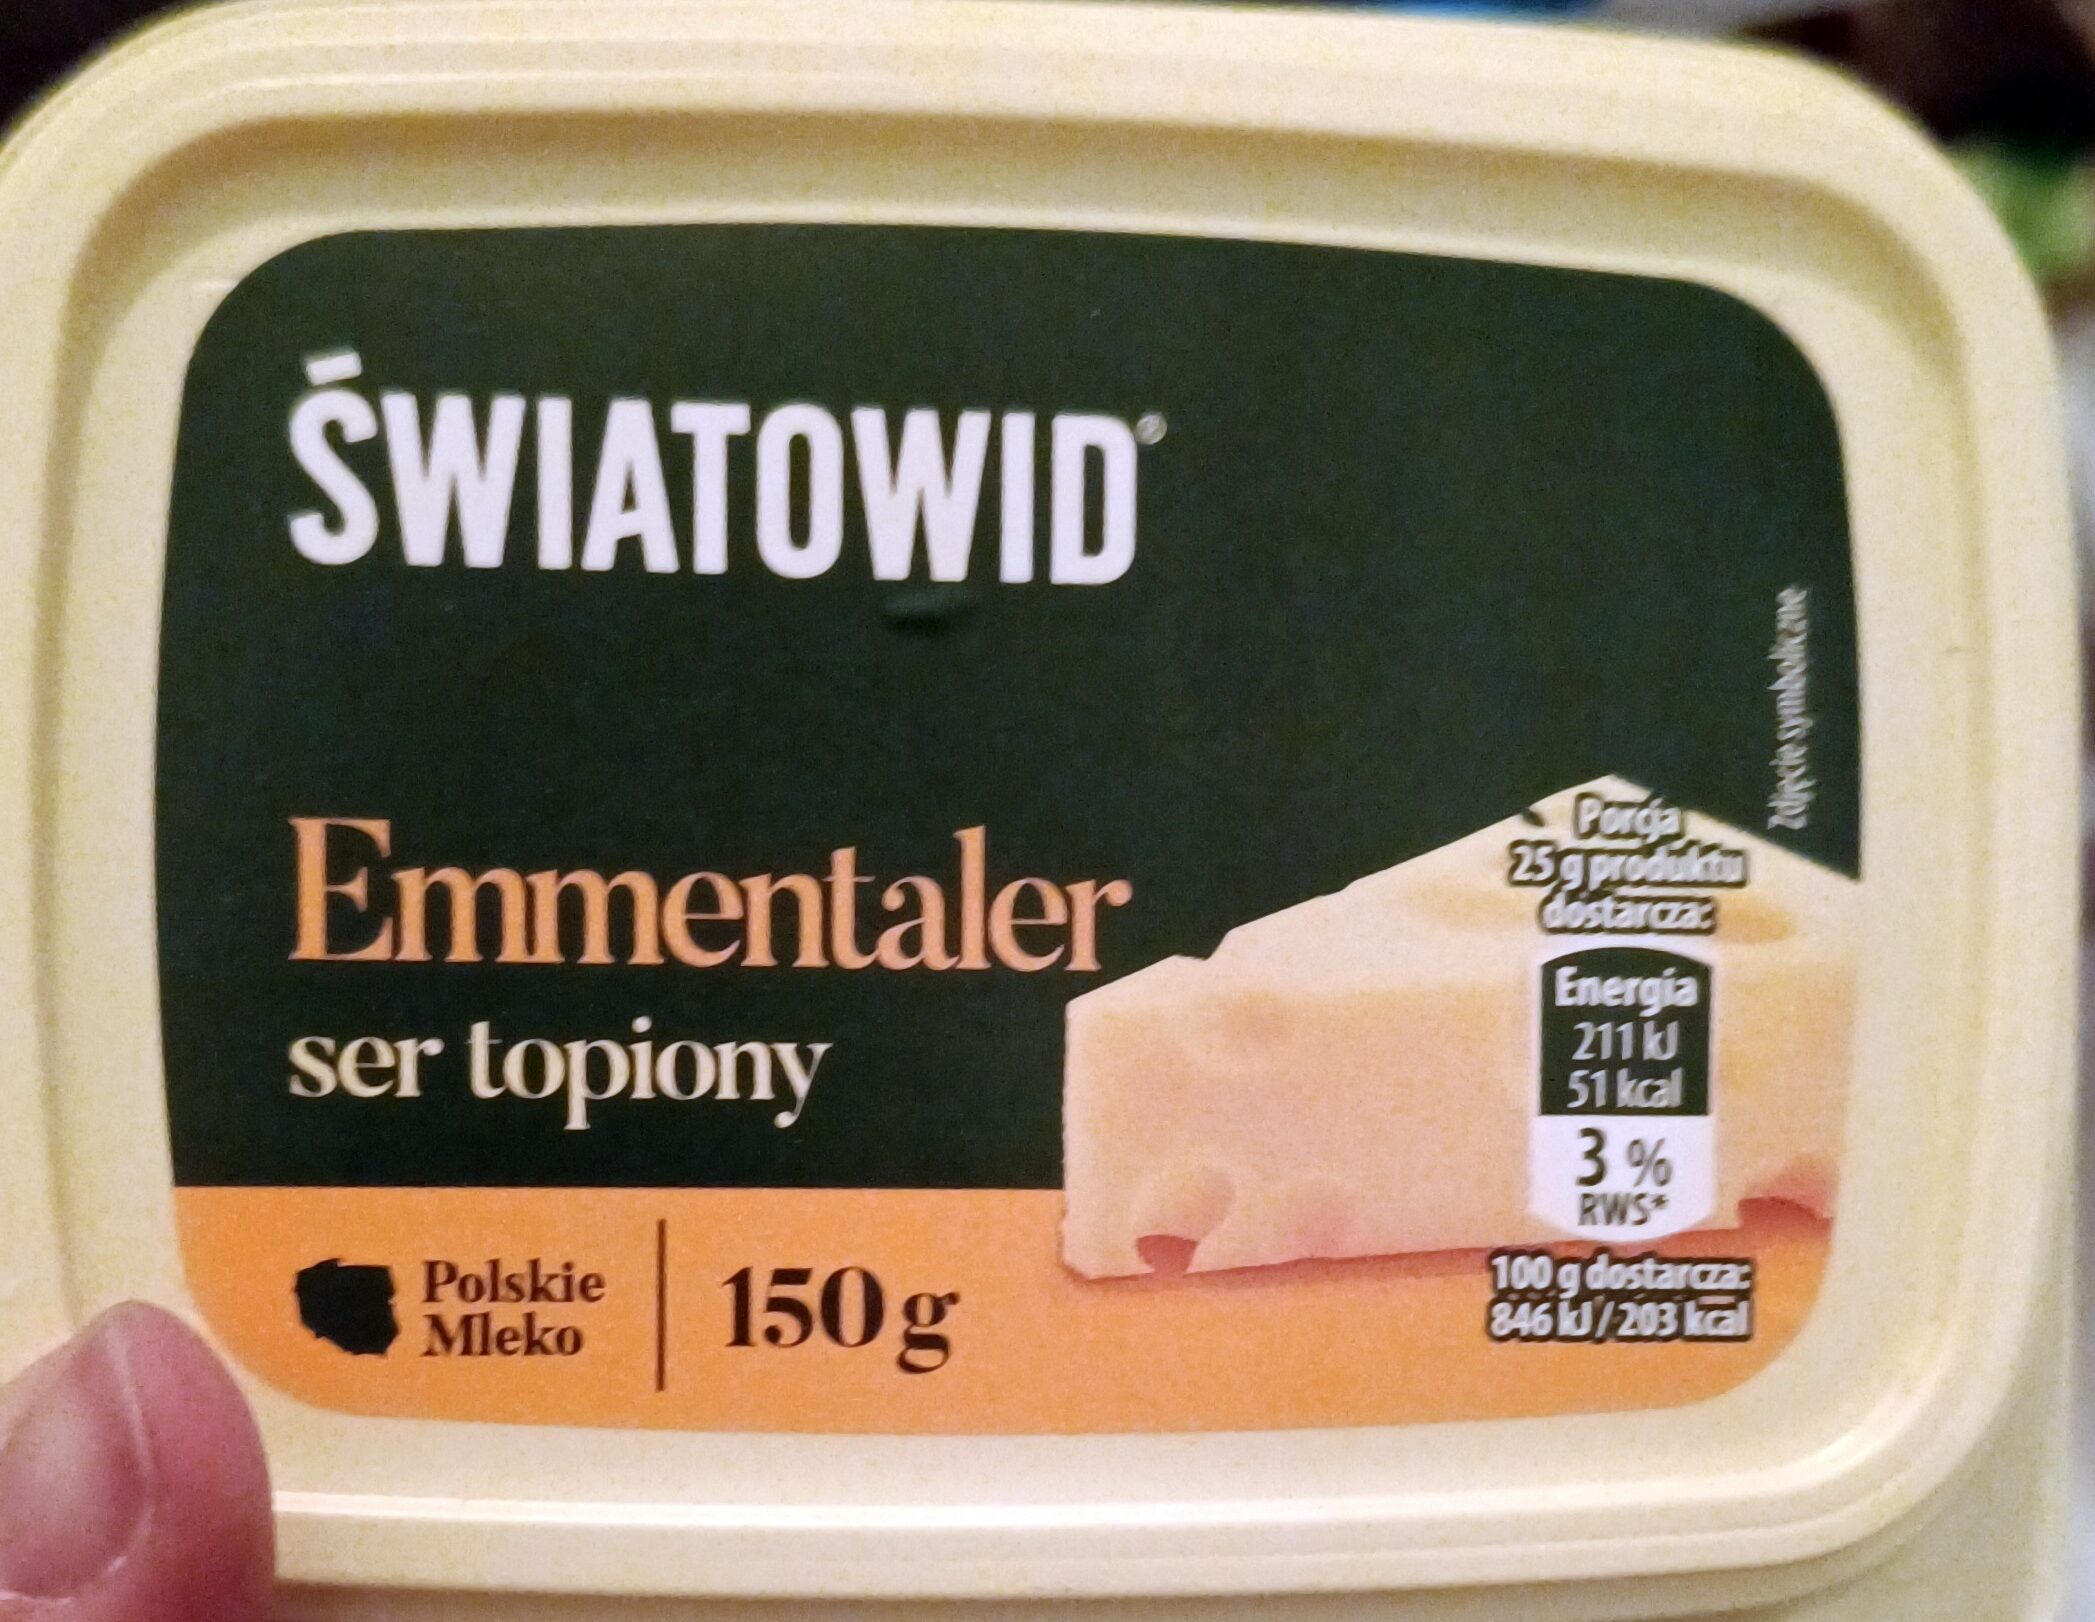 ŚWIATOWID®
Emmentaler
ser topiony
Polskie
Mleko
150 g
Zdjęcie symboliczne
Porcja
25 g produktu
dostarcza:
Energia
211 kJ
51 kcal
3 %
RWS*
100 g dostarcza:
846 kJ / 203 kcal